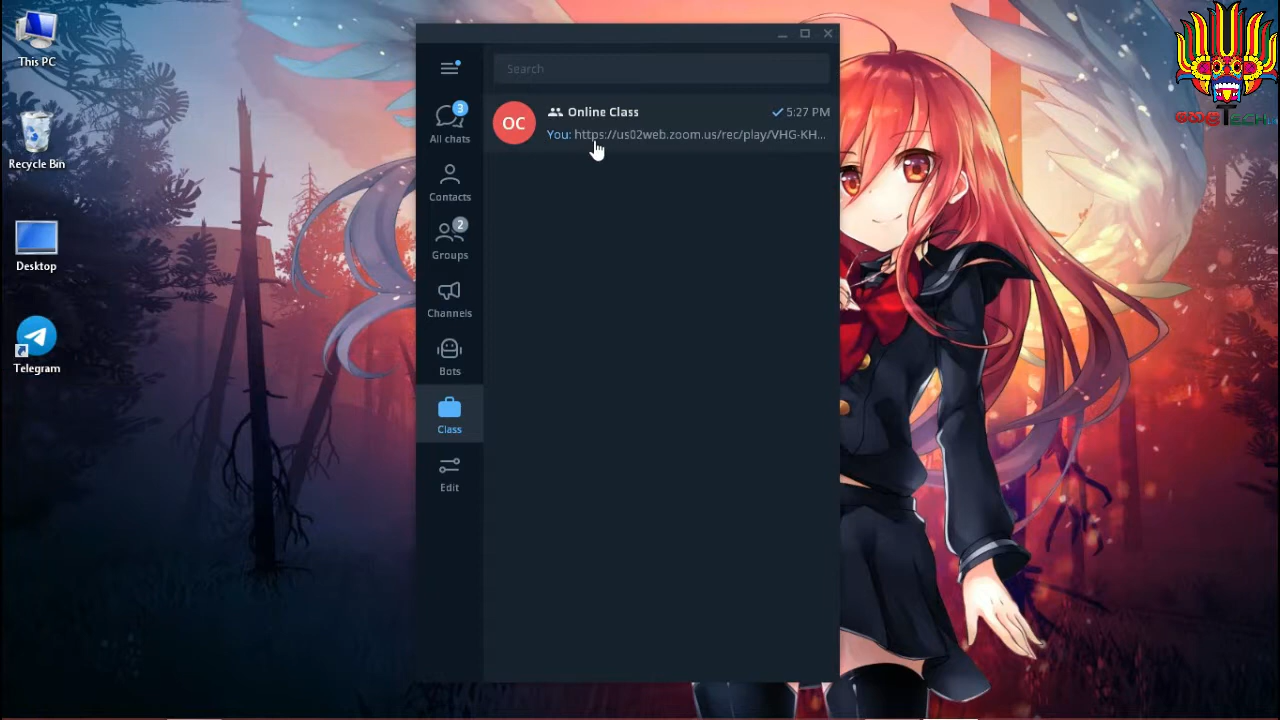 This PC
Recycle Bin
Desktop
Telegram
Search
3
All chats
Contacts
2
Groups
Channels
Bots
Class
Edit
OC
Online Class
5:27 PM
You: https://us02web.zoom.us/rec/play/VHG-KH...